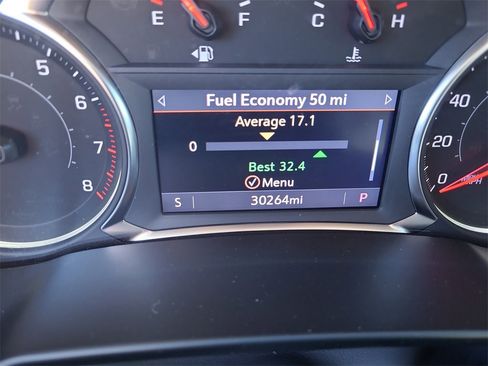 E F C H
Fuel Economy 50 mi
Average 17.1
0
Best 32.4
Menu
S 30264mi P
5
6
7
8
40
20
0
MPH